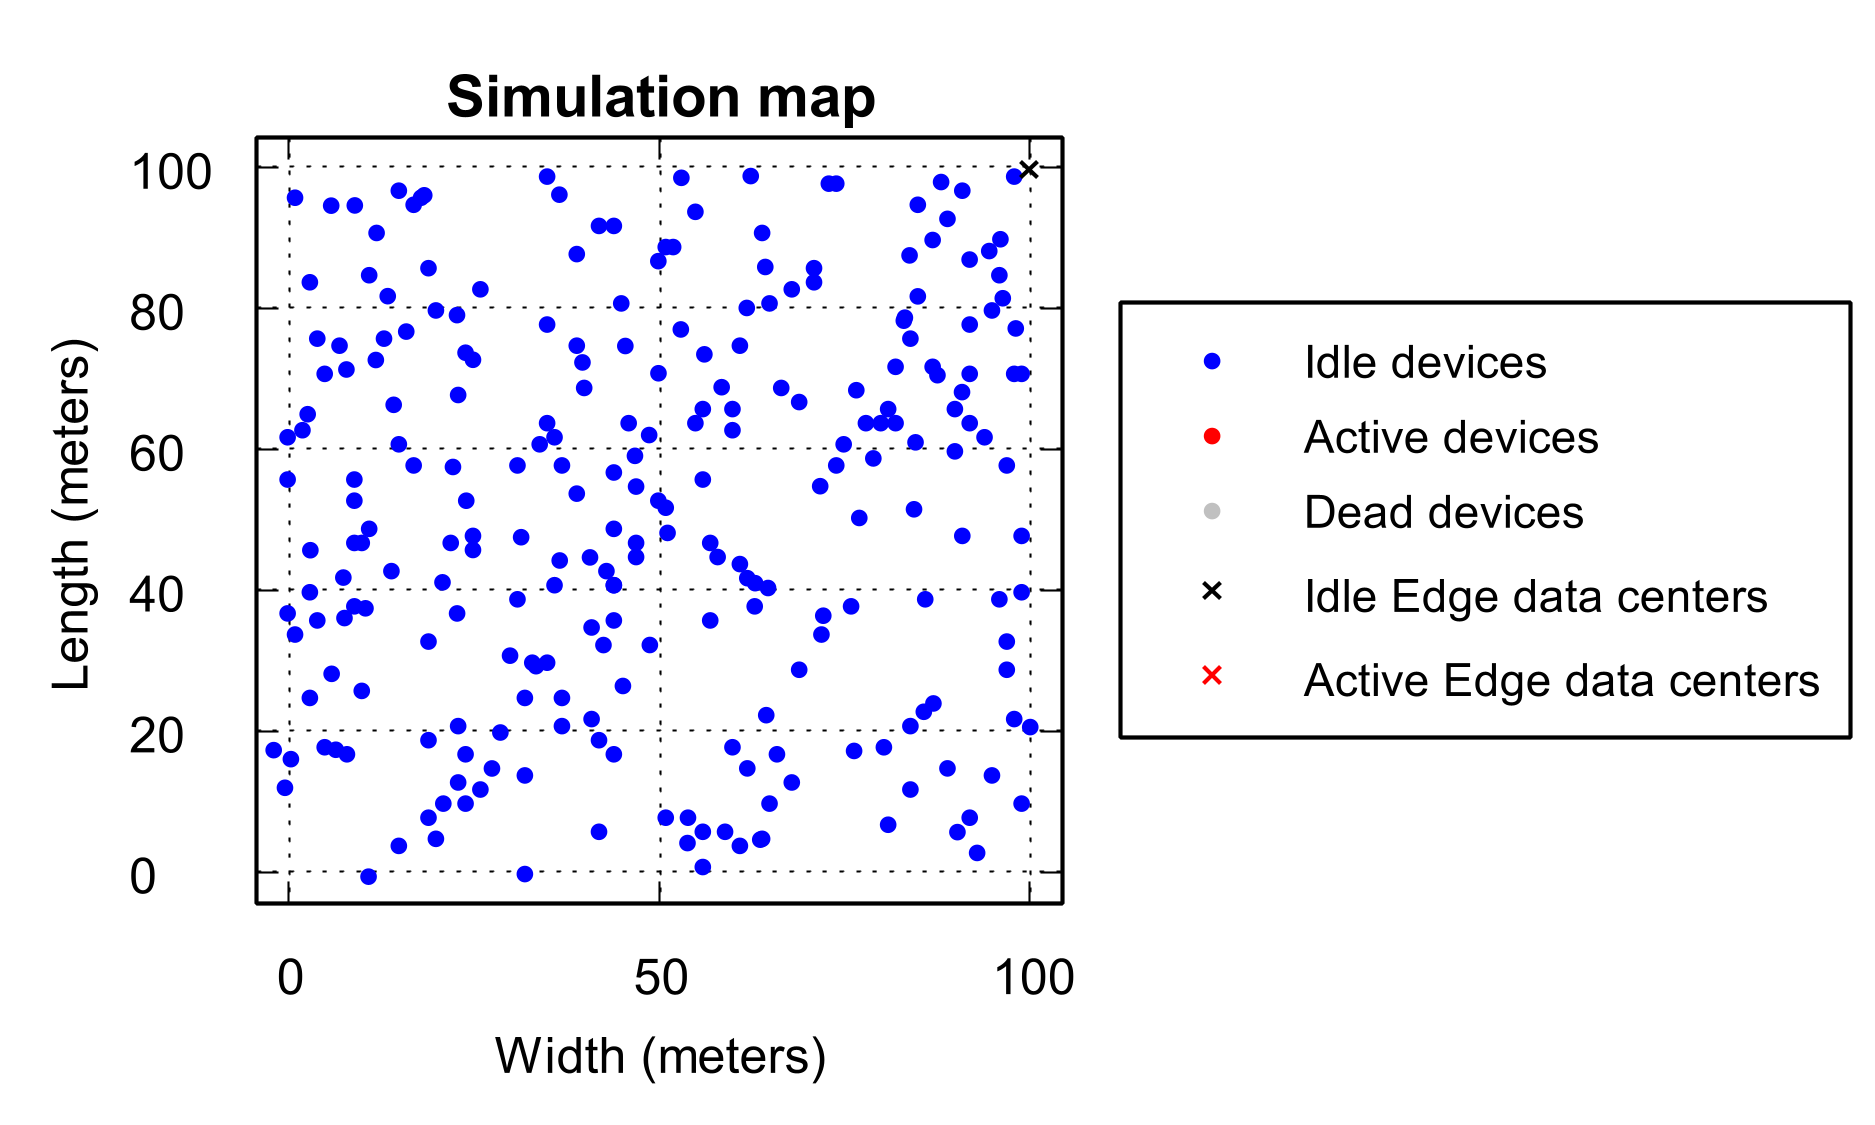 Simulation map
100
80
60
40
20
0
Length (meters)
0 50 100
Width (meters)
Idle devices
Active devices
Dead devices
Idle Edge data centers
Active Edge data centers